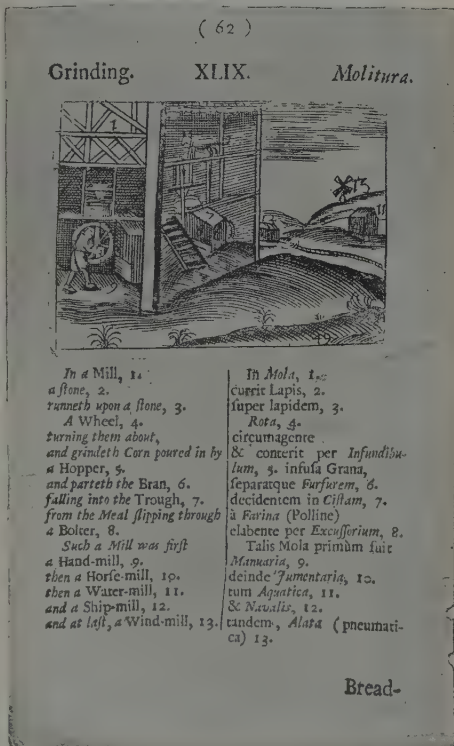 ( 62 )
Grinding. XLIX. Molitura.
1
13
11
49
In a Mill, 1.
a ſtone, 2.
runneth upon a ſtone, 3.
A Wheel, 4.
turning them about,
and grindeth Corn poured in by
a Hopper, 5.
and parteth the Bran, 6.
falling into the Trough, 7.
from the Meal ſlipping through
a Bolter, 8.
Such a Mill was firſt
a Hand-mill, 9.
then a Horſe-mill, 10.
then a Water-mill, 11.
and a Ship-mill, 12.
and at laſt, a Wind-mill, 13.
In Mola, 1.
currit Lapis, 2.
ſuper lapidem, 3.
Rota, 4.
circumagente
& conterit per Infundibu-
lum, 5. infuſa Grana,
ſeparatque Furfurem, 6.
decidentem in Ciſtam, 7.
à Farina (Polline)
elabente per Excuſſorium, 8.
Talis Mola primùm fuit
Manuaria, 9.
deinde Jumentaria, 10.
tum Aquatica, 11.
& Navalis, 12.
tandem, Alata (pneumati-
ca) 13.
Bread-